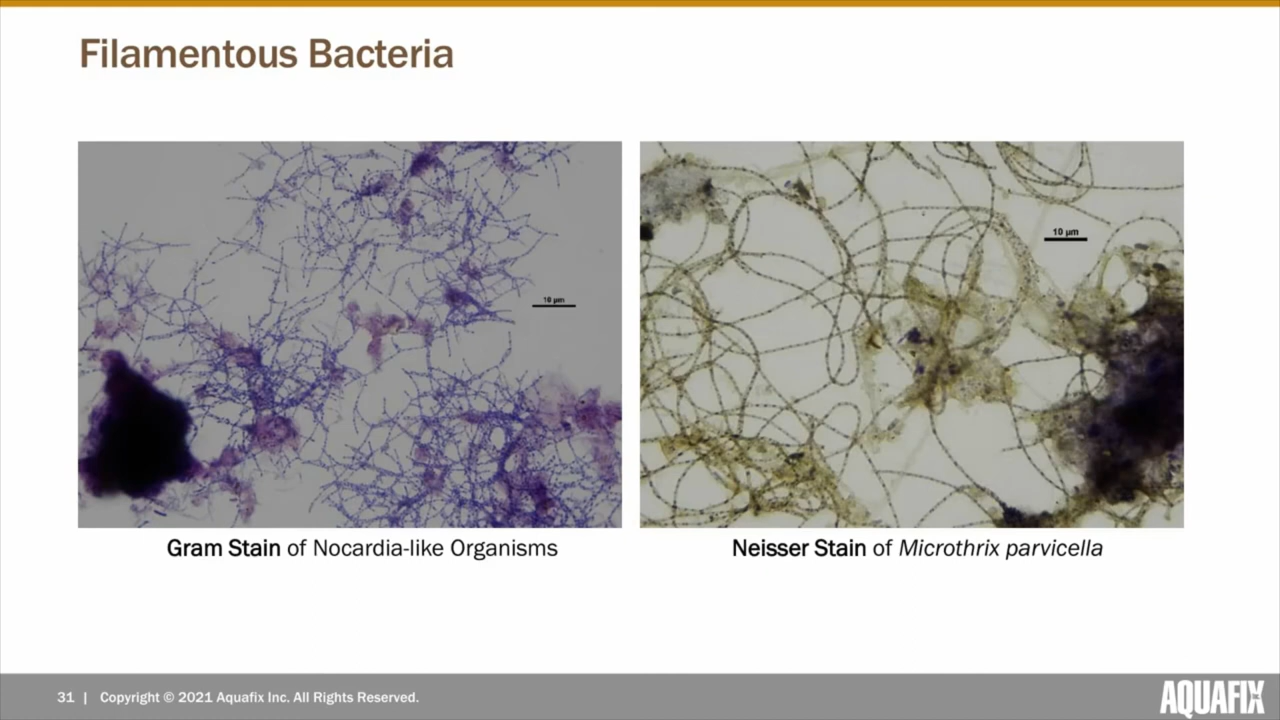 Filamentous Bacteria
10 µm
10 µm
Gram Stain of Nocardia-like Organisms
Neisser Stain of Microthrix parvicella
31 | Copyright © 2021 Aquafix Inc. All Rights Reserved.
AQUAFIX